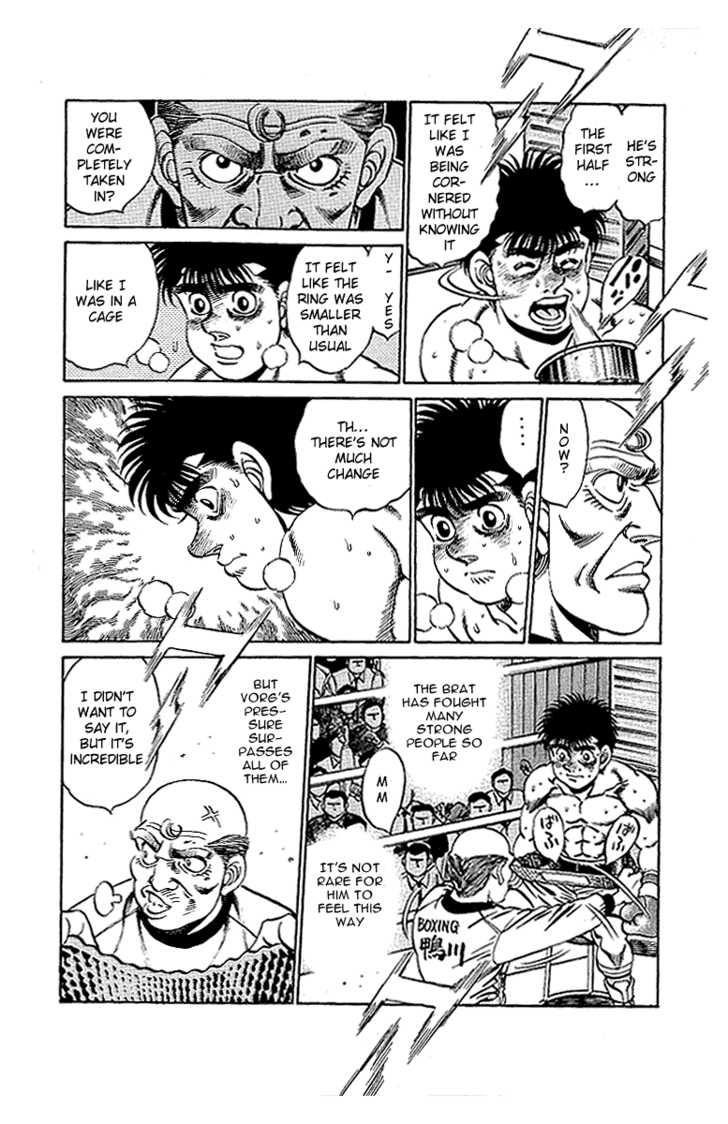 HE'S
STR-
ONG
THE
FIRST
HALF
...
IT FELT
LIKE I
WAS
BEING
COR-
NERED
WITHOUT
KNOWING
IT
YOU
WERE
COM-
PLETELY
TAKEN
IN?
Y-
YES
IT FELT
LIKE THE
RING WAS
SMALLER
THAN
USUAL
LIKE I
WAS IN A
CAGE
NOW?
...
TH...
THERE'S NOT
MUCH
CHANGE
THE BRAT
HAS FOUGHT
MANY
STRONG
PEOPLE SO
FAR
MM
IT'S NOT
RARE FOR
HIM TO
FEEL THIS
WAY
ばふ
ばふ
BOXING
鴨川
BUT
VORG'S
PRES-
SURE
SUR-
PASSES
ALL OF
THEM...
I DIDN'T
WANT TO
SAY IT,
BUT IT'S
INCREDIBLE